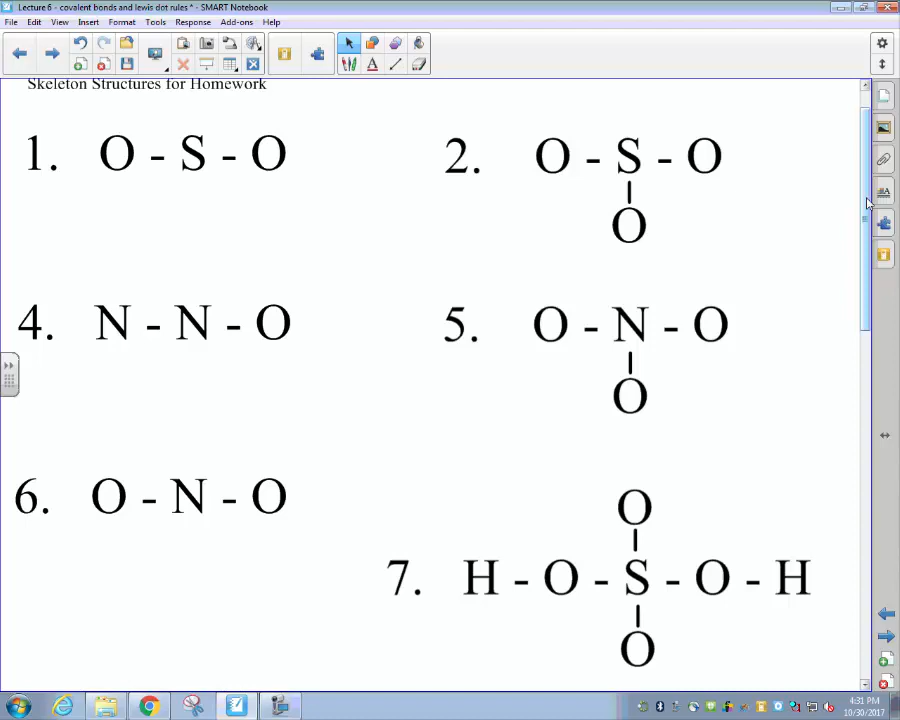 Lecture 6 - covalent bonds and lewis dot rules * - SMART Notebook
File Edit View Insert Format Tools Response Add-ons Help
Skeleton Structures for Homework
1. O - S - O
2. O - S - O
O
4. N - N - O
5. O - N - O
O
6. O - N - O
O
7. H - O - S - O - H
O
4:31 PM
10/30/2017